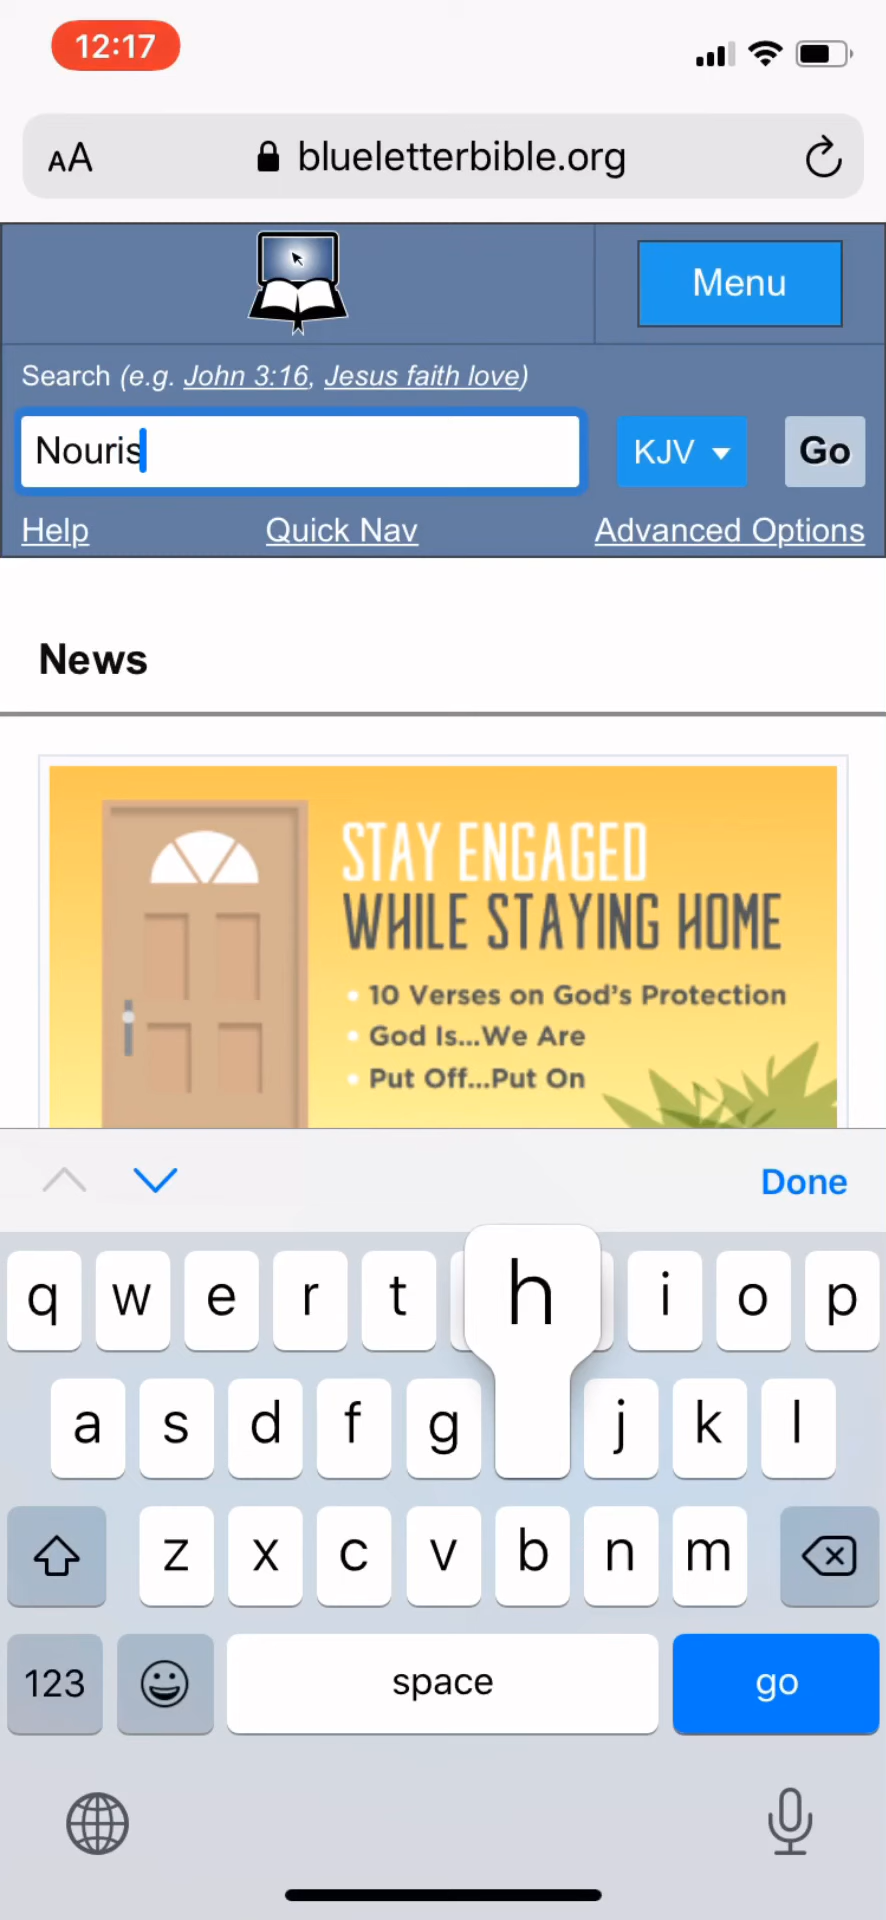 12:17
AA blueletterbible.org
Menu
Search (e.g. John 3:16, Jesus faith love)
Nouris KJV Go
Help Quick Nav Advanced Options
News
STAY ENGAGED
WHILE STAYING HOME
• 10 Verses on God's Protection
• God Is...We Are
• Put Off...Put On
Done
q w e r t h i o p
a s d f g j k l
z x c v b n m
123 space go